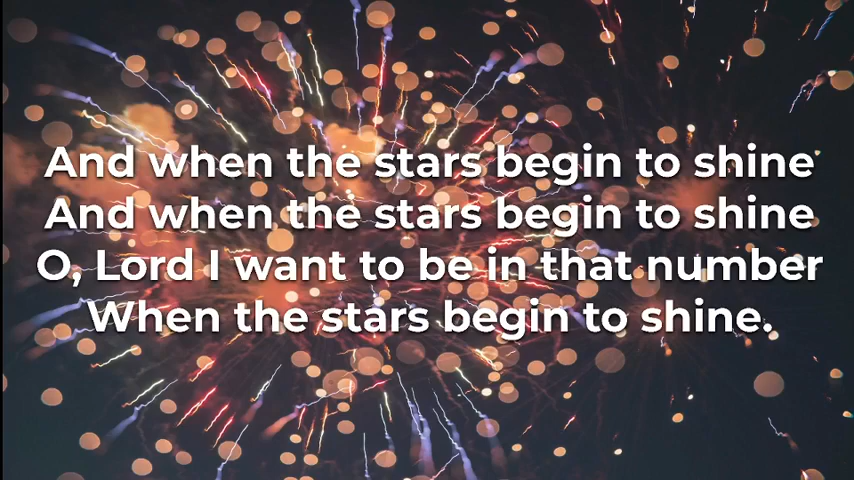 And when the stars begin to shine
And when the stars begin to shine
O, Lord I want to be in that number
When the stars begin to shine.